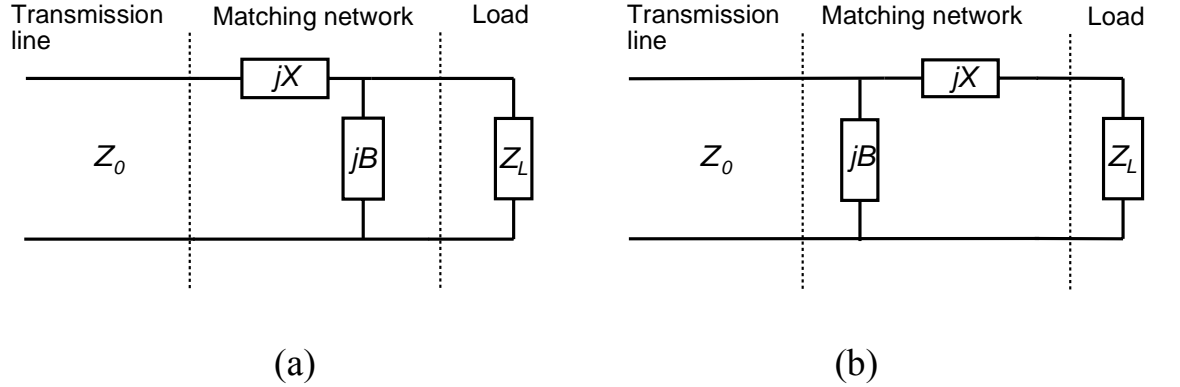 Transmission
line
Matching network
Load
jX
Z0
jB
ZL
(a)
Transmission
line
Matching network
Load
jX
Z0
jB
ZL
(b)